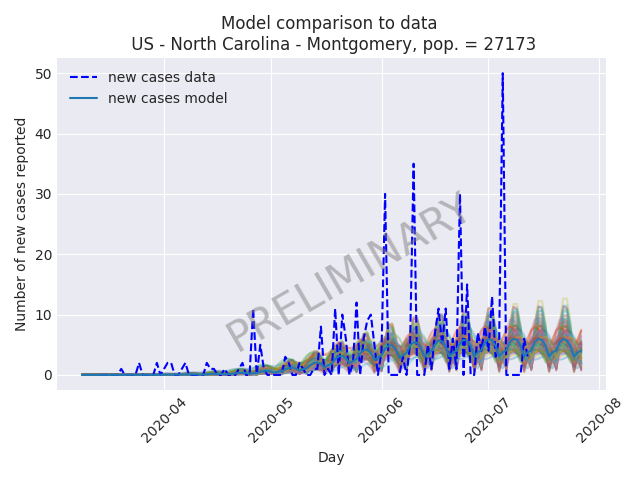 Model comparison to data
US - North Carolina - Montgomery, pop. = 27173
new cases data
new cases model
PRELIMINARY
Number of new cases reported
50
40
30
20
10
0
2020-04
2020-05
2020-06
2020-07
2020-08
Day